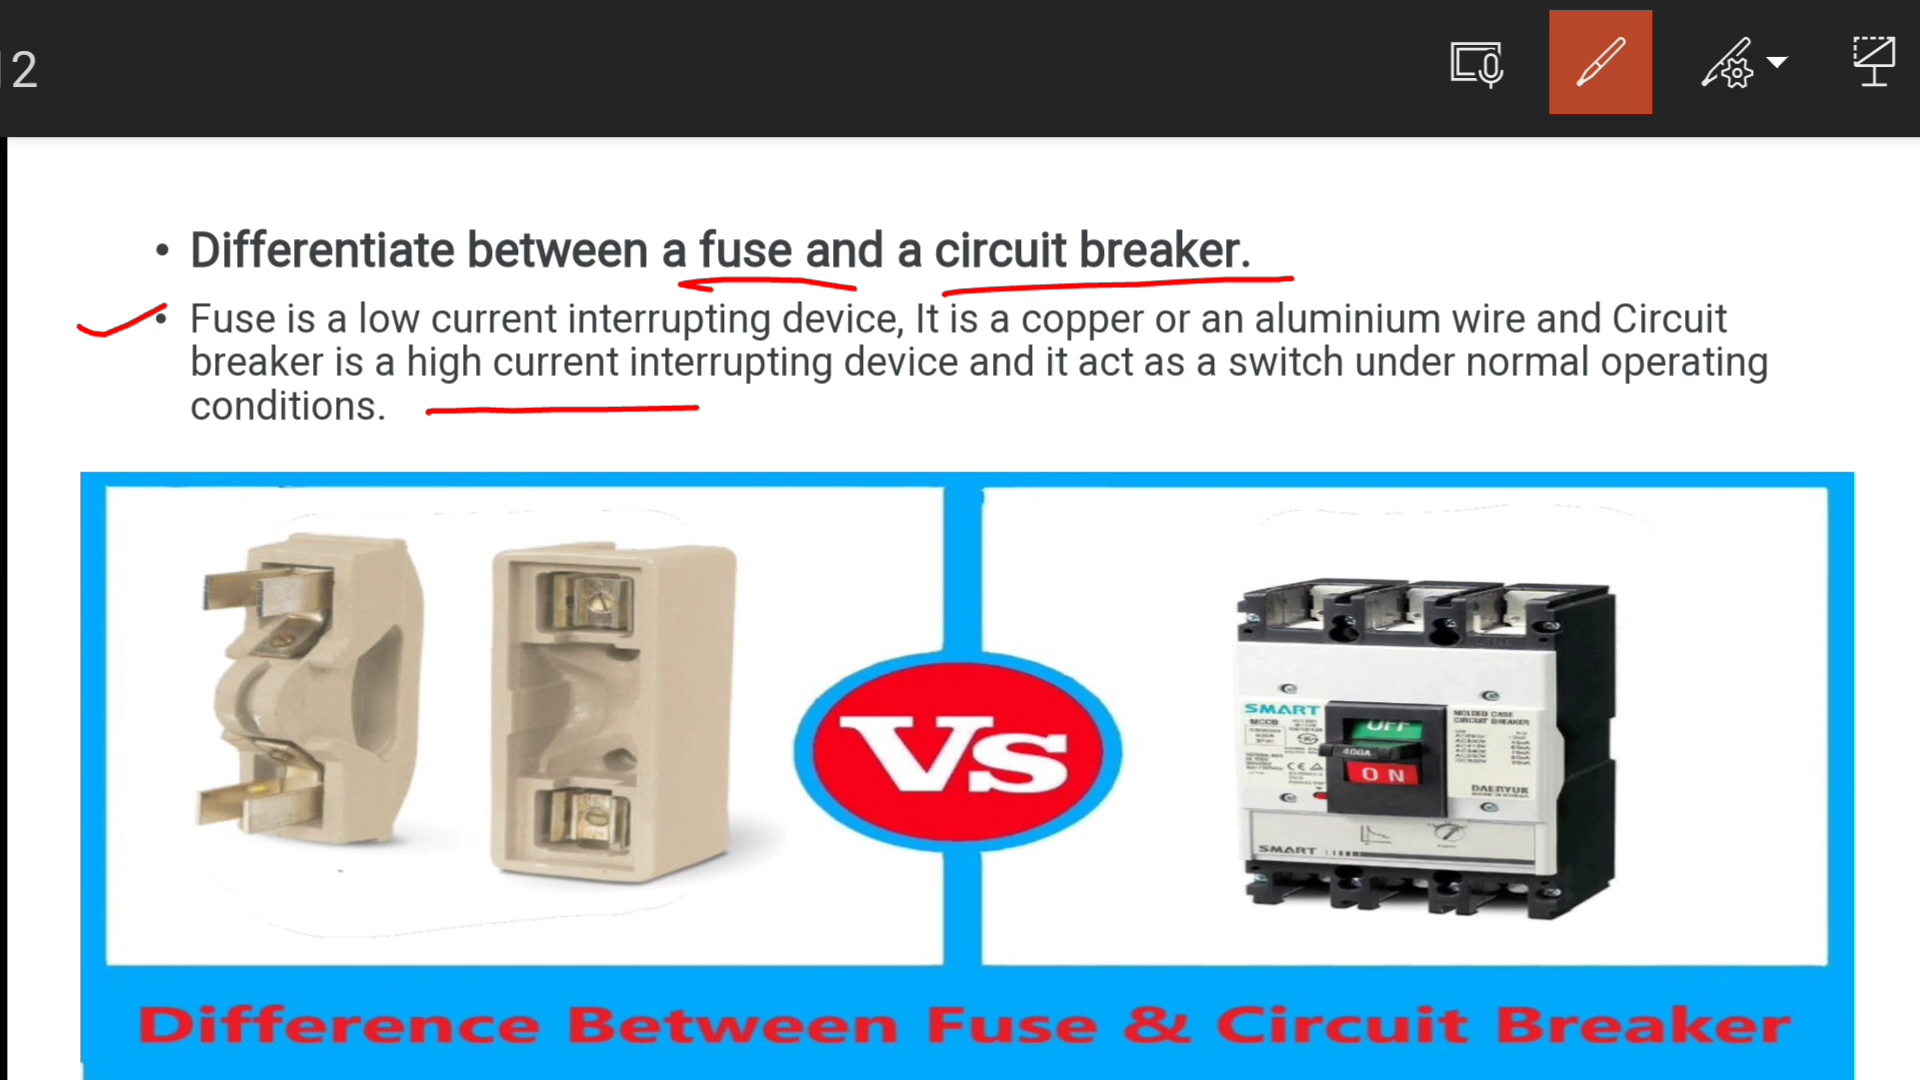 12
• Differentiate between a fuse and a circuit breaker.
• Fuse is a low current interrupting device, It is a copper or an aluminium wire and Circuit
breaker is a high current interrupting device and it act as a switch under normal operating
conditions.
Vs
SMART
MCCB
OFF
400A
ON
MOLDED CASE
CIRCUIT BREAKER
DAERYUK
SMART
Difference Between Fuse & Circuit Breaker